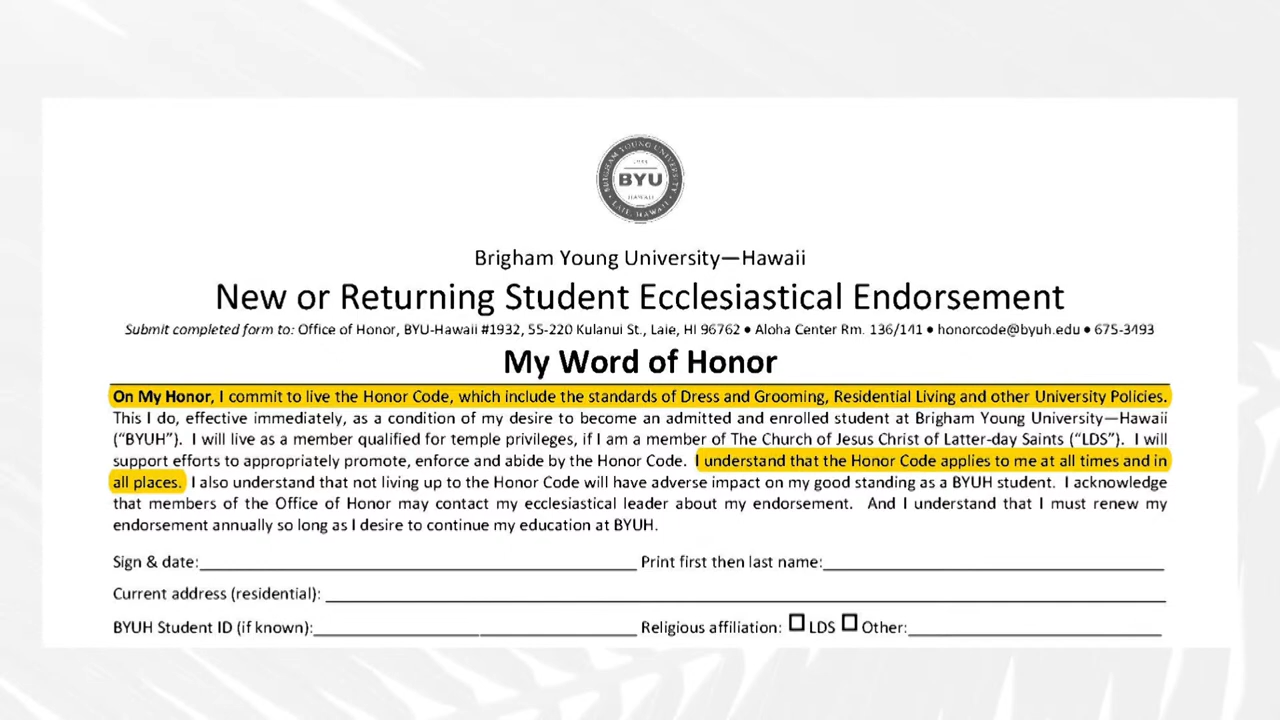 BRIGHAM YOUNG UNIVERSITY
BYU
HAWAII
LAIE, HAWAII
Brigham Young University—Hawaii
New or Returning Student Ecclesiastical Endorsement
Submit completed form to: Office of Honor, BYU-Hawaii #1932, 55-220 Kulanui St., Laie, HI 96762 ● Aloha Center Rm. 136/141 ● honorcode@byuh.edu ● 675-3493
My Word of Honor
On My Honor, I commit to live the Honor Code, which include the standards of Dress and Grooming, Residential Living and other University Policies.
This I do, effective immediately, as a condition of my desire to become an admitted and enrolled student at Brigham Young University—Hawaii
(“BYUH”). I will live as a member qualified for temple privileges, if I am a member of The Church of Jesus Christ of Latter-day Saints (“LDS”). I will
support efforts to appropriately promote, enforce and abide by the Honor Code. I understand that the Honor Code applies to me at all times and in
all places. I also understand that not living up to the Honor Code will have adverse impact on my good standing as a BYUH student. I acknowledge
that members of the Office of Honor may contact my ecclesiastical leader about my endorsement. And I understand that I must renew my
endorsement annually so long as I desire to continue my education at BYUH.
Sign & date: Print first then last name:
Current address (residential):
BYUH Student ID (if known): Religious affiliation: ☐ LDS ☐ Other: